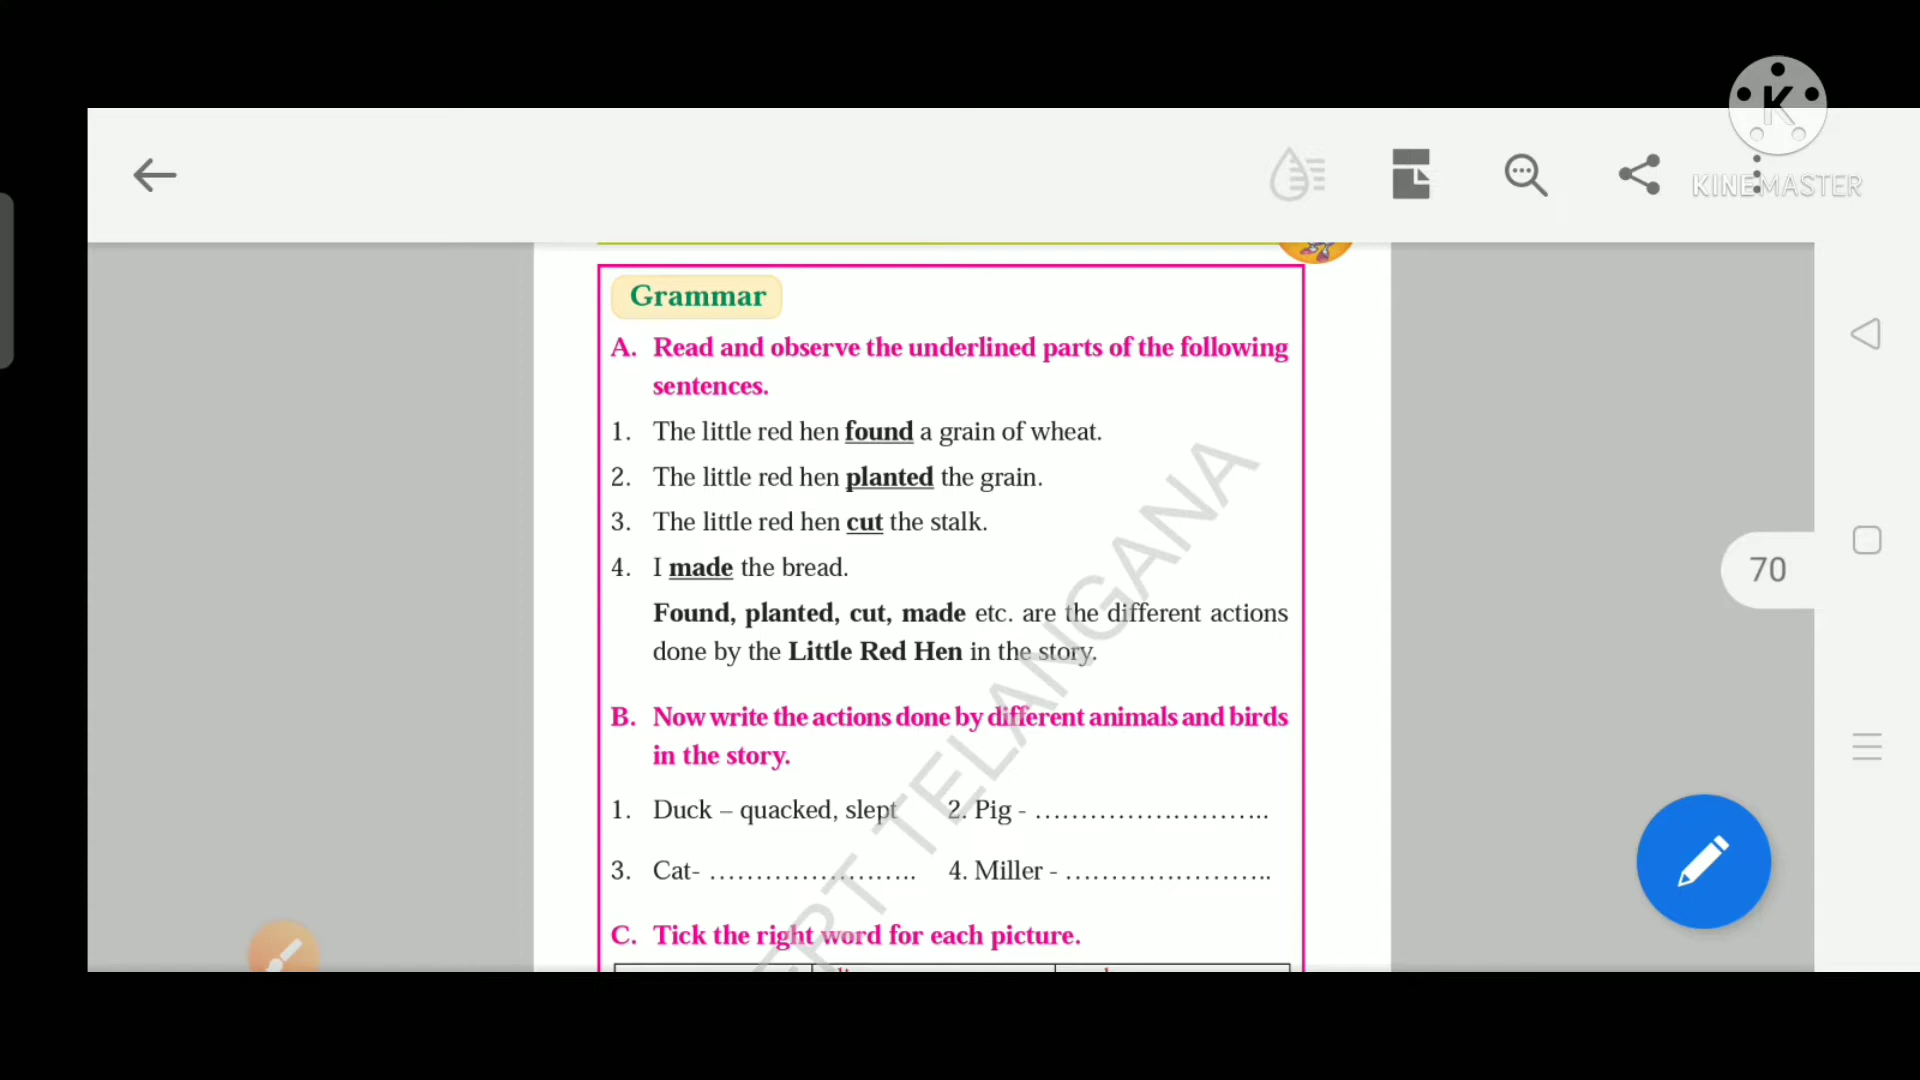 K
KINEMASTER
Grammar
A. Read and observe the underlined parts of the following
sentences.
1. The little red hen found a grain of wheat.
2. The little red hen planted the grain.
3. The little red hen cut the stalk.
4. I made the bread.
Found, planted, cut, made etc. are the different actions
done by the Little Red Hen in the story.
70
B. Now write the actions done by different animals and birds
in the story.
1. Duck – quacked, slept 2. Pig - ……………………..
3. Cat- ………………….. 4. Miller - …………………..
C. Tick the right word for each picture.
TELANGANA